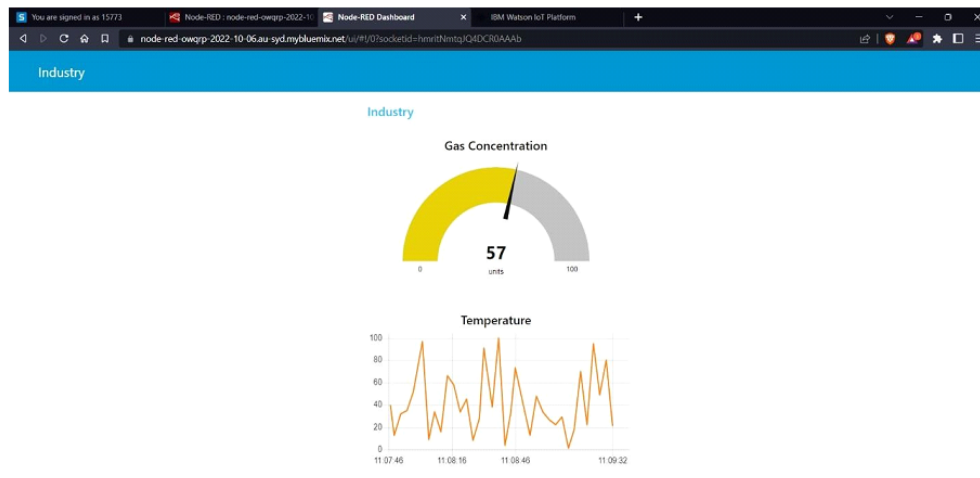 You are signed in as 15773
Node-RED : node-red-owqrp-2022-10
Node-RED Dashboard
IBM Watson IoT Platform
node-red-owqrp-2022-10-06.au-syd.mybluemix.net/ui/#!/0?socketid=hmrItNmtqJQ4DCR0AAAb
Industry
Industry
Gas Concentration
57
0
units
100
Temperature
100
80
60
40
20
0
11:07:46
11:08:16
11:08:46
11:09:32